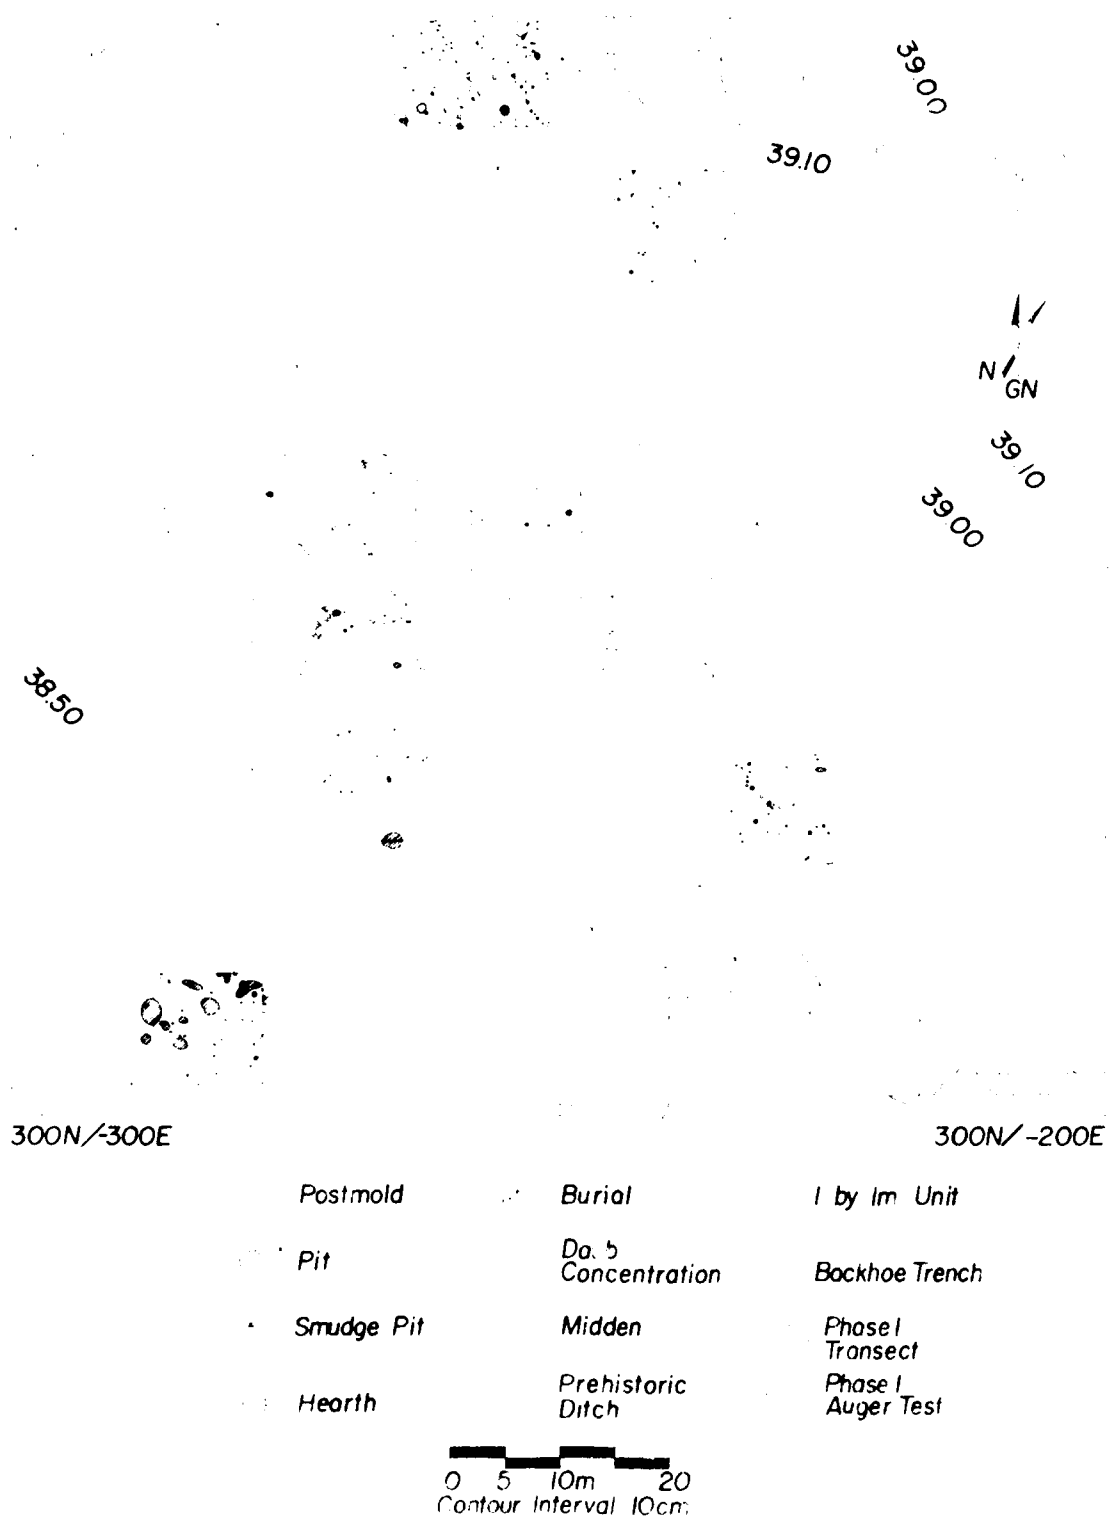 39.00
39.10
N
GN
39.10
39.00
38.50
300N/-300E
300N/-200E
Postmold
Burial
1 by 1m Unit
Pit
Concentration
Backhoe Trench
Smudge Pit
Midden
Phase I
Transect
Hearth
Prehistoric
Ditch
Phase I
Auger Test
0 5 10m 20
Contour Interval 10cm